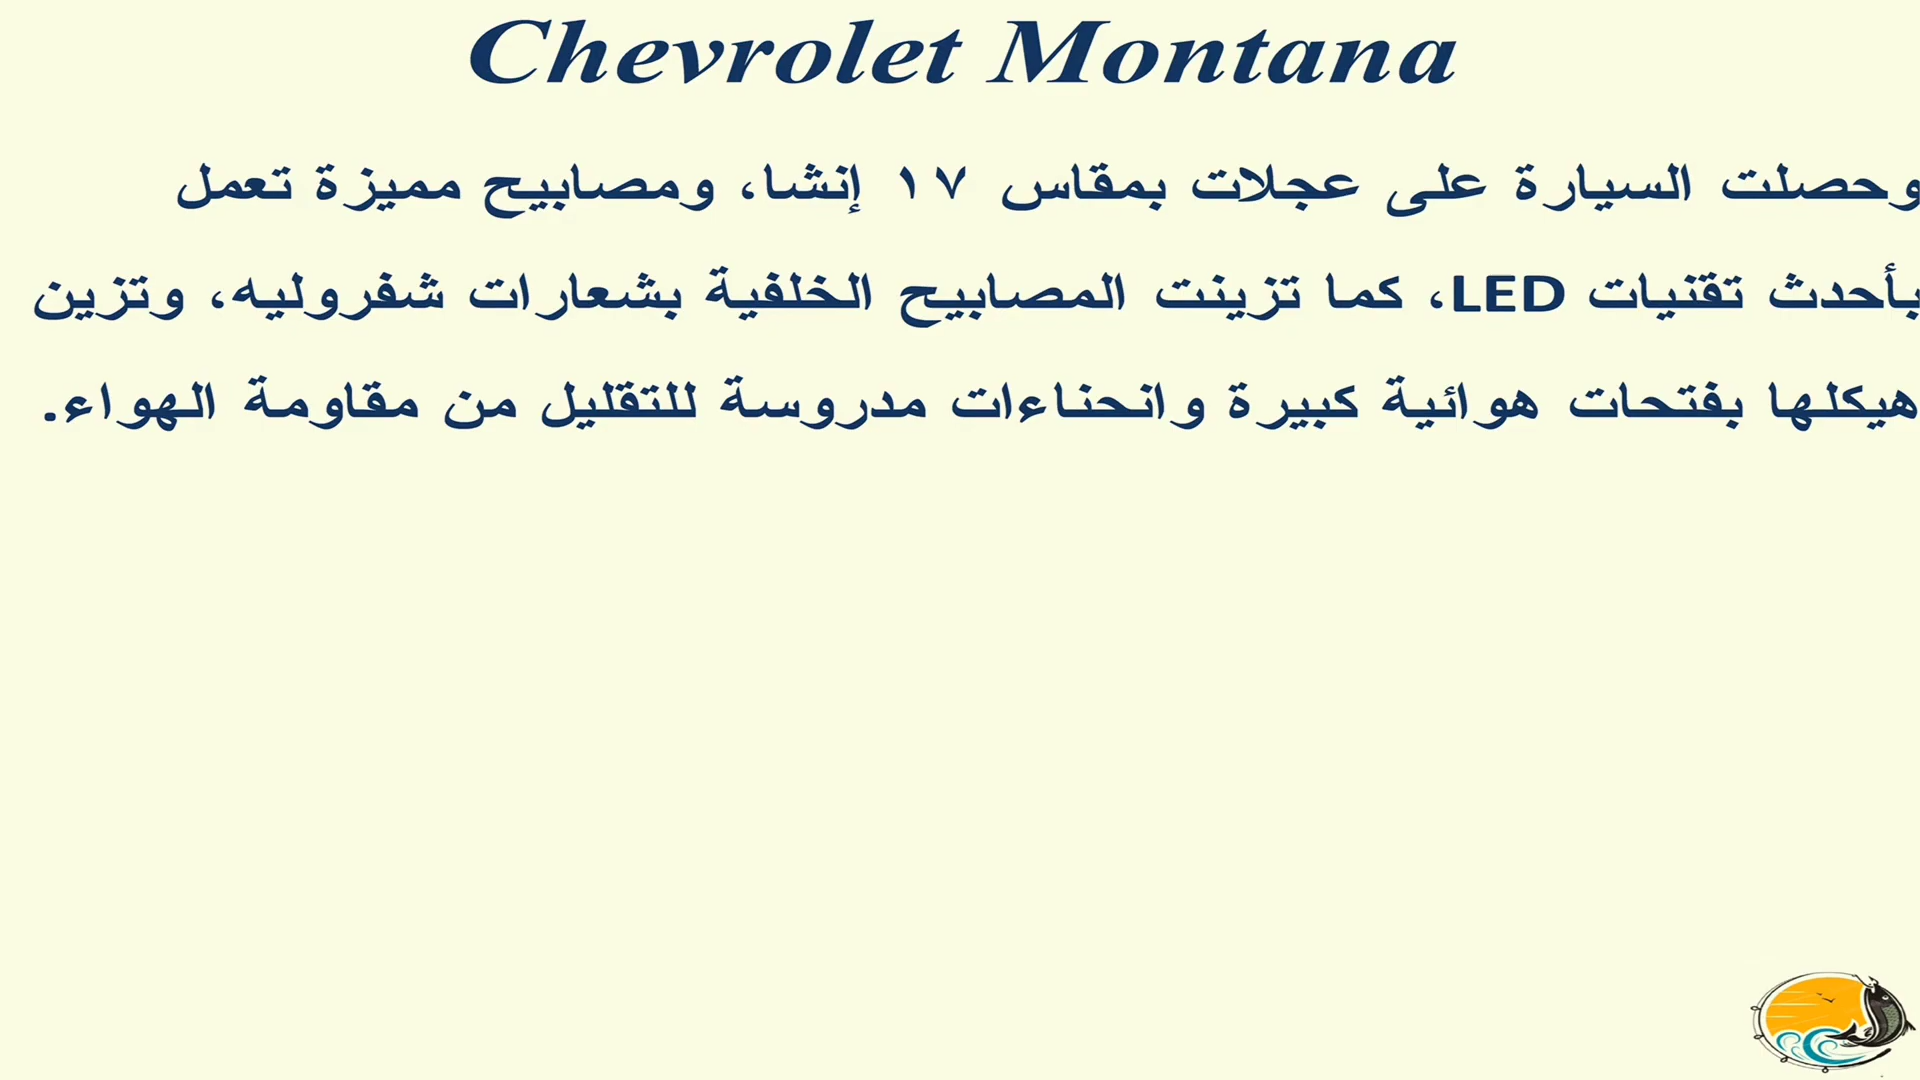 Chevrolet Montana
وحصلت السيارة على عجلات بمقاس ١٧ إنشا، ومصابيح مميزة تعمل
بأحدث تقنيات LED، كما تزينت المصابيح الخلفية بشعارات شفروليه، وتزين
هيكلها بفتحات هوائية كبيرة وانحناءات مدروسة للتقليل من مقاومة الهواء.